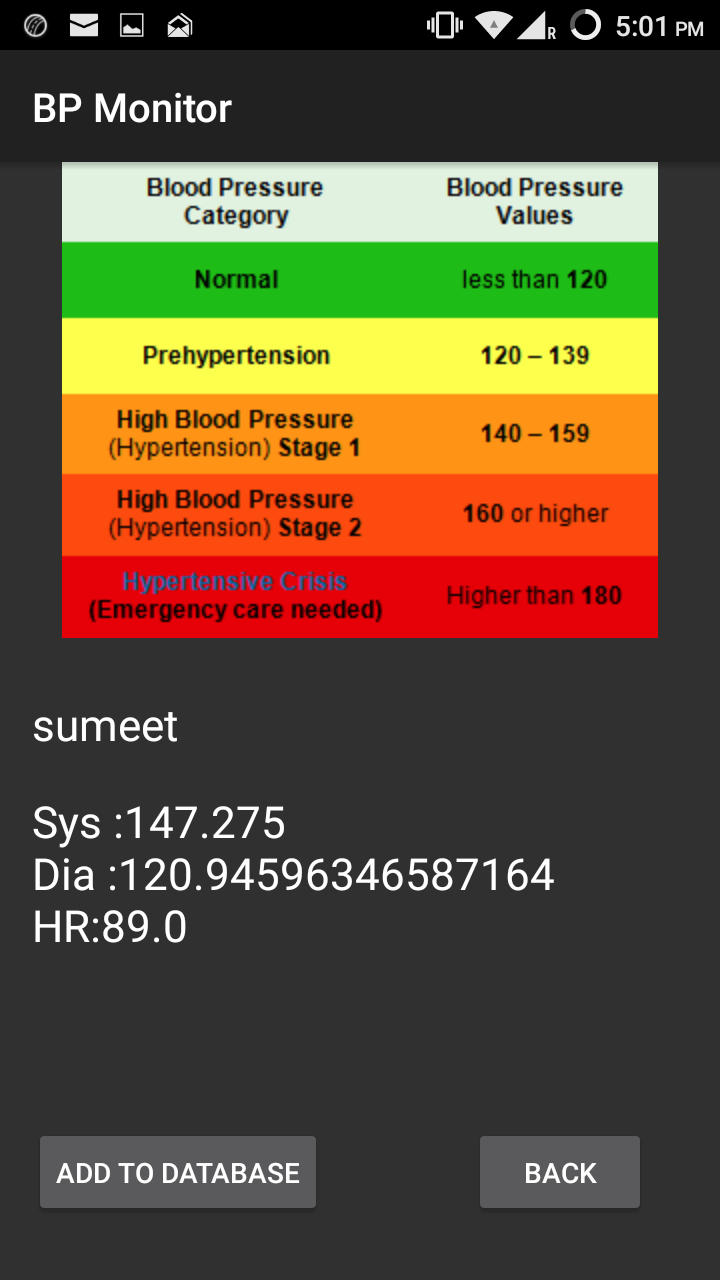 5:01 PM
R
BP Monitor
Blood Pressure Category
Blood Pressure Values
Normal
less than 120
Prehypertension
120 – 139
High Blood Pressure
(Hypertension) Stage 1
140 – 159
High Blood Pressure
(Hypertension) Stage 2
160 or higher
Hypertensive Crisis
(Emergency care needed)
Higher than 180
sumeet
Sys :147.275
Dia :120.94596346587164
HR:89.0
ADD TO DATABASE
BACK